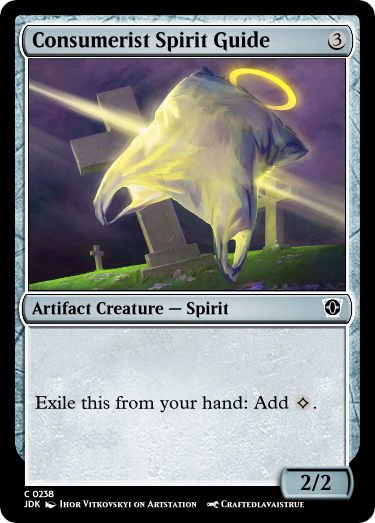 Consumerist Spirit Guide 3
Artifact Creature — Spirit
Exile this from your hand: Add .
2/2
C 0238
JDK Ihor Vitkovskyi on Artstation Craftedlavaistrue